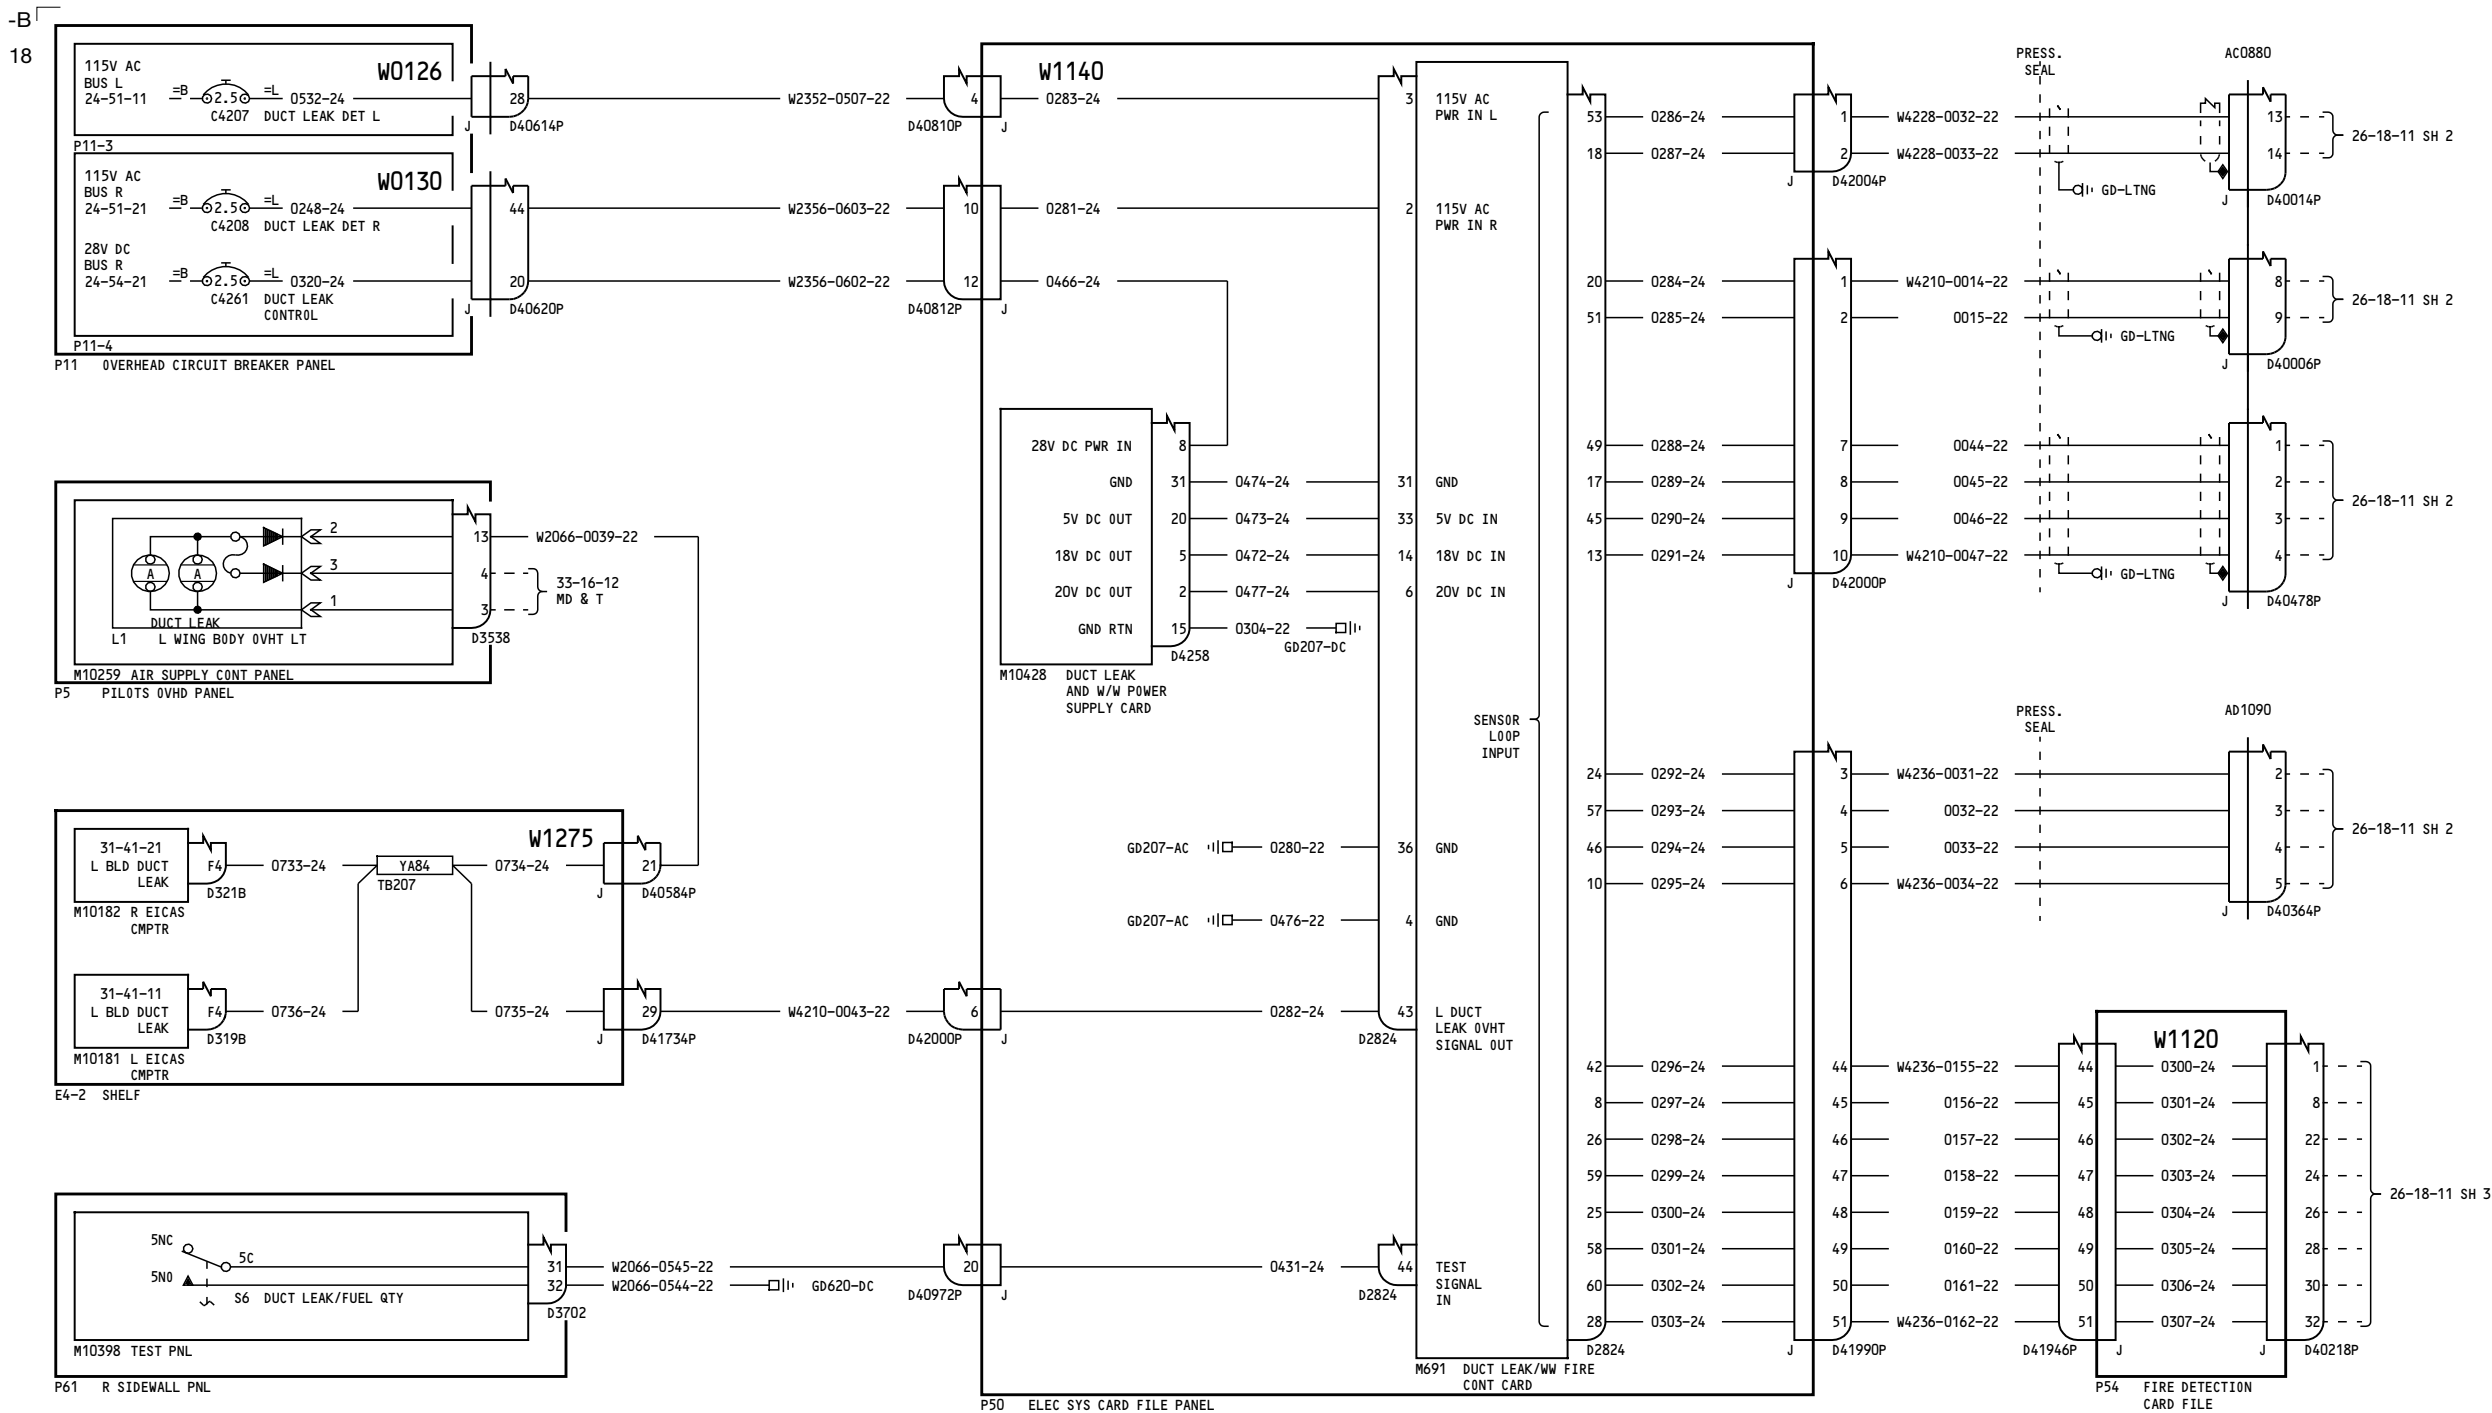 -B
18
115V AC
BUS L
24-51-11
=B
2.5
=L
0532-24
C4207
DUCT LEAK DET L
W0126
28
J
D40614P
P11-3
115V AC
BUS R
24-51-21
=B
2.5
=L
0248-24
C4208
DUCT LEAK DET R
W0130
44
28V DC
BUS R
24-54-21
=B
2.5
=L
0320-24
C4261
DUCT LEAK
CONTROL
20
J
D40620P
P11-4
P11 OVERHEAD CIRCUIT BREAKER PANEL
W2352-0507-22
4
D40810P
J
W2356-0603-22
10
W2356-0602-22
12
D40812P
J
2
3
1
A
A
DUCT LEAK
L1
L WING BODY OVHT LT
13
4
3
D3538
W2066-0039-22
33-16-12
MD & T
M10259 AIR SUPPLY CONT PANEL
P5 PILOTS OVHD PANEL
W1275
31-41-21
L BLD DUCT
LEAK
F4
D321B
0733-24
YA84
TB207
0734-24
21
J
D40584P
M10182 R EICAS
CMPTR
31-41-11
L BLD DUCT
LEAK
F4
D319B
0736-24
0735-24
29
J
D41734P
M10181 L EICAS
CMPTR
E4-2 SHELF
W4210-0043-22
6
D42000P
J
5NC
5C
5NO
S6 DUCT LEAK/FUEL QTY
31
32
D3702
W2066-0545-22
W2066-0544-22
GD620-DC
20
D40972P
J
M10398 TEST PNL
P61 R SIDEWALL PNL
W1140
0283-24
3
115V AC
PWR IN L
0281-24
2
115V AC
PWR IN R
0466-24
28V DC PWR IN
8
GND
31
0474-24
31
GND
5V DC OUT
20
0473-24
33
5V DC IN
18V DC OUT
5
0472-24
14
18V DC IN
20V DC OUT
2
0477-24
6
20V DC IN
GND RTN
15
0304-22
GD207-DC
D4258
M10428 DUCT LEAK
AND W/W POWER
SUPPLY CARD
SENSOR
LOOP
INPUT
GD207-AC
0280-22
36
GND
GD207-AC
0476-22
4
GND
0282-24
43
L DUCT
LEAK OVHT
SIGNAL OUT
D2824
0431-24
44
TEST
SIGNAL
IN
D2824
53
0286-24
1
W4228-0032-22
18
0287-24
2
W4228-0033-22
J
D42004P
PRESS.
SEAL
AC0880
GD-LTNG
13
14
J
D40014P
26-18-11 SH 2
20
0284-24
1
W4210-0014-22
51
0285-24
2
0015-22
GD-LTNG
8
9
J
D40006P
26-18-11 SH 2
49
0288-24
7
0044-22
1
17
0289-24
8
0045-22
2
45
0290-24
9
0046-22
3
13
0291-24
10
W4210-0047-22
4
J
D42000P
GD-LTNG
J
D40478P
26-18-11 SH 2
PRESS.
SEAL
AD1090
24
0292-24
3
W4236-0031-22
2
57
0293-24
4
0032-22
3
46
0294-24
5
0033-22
4
10
0295-24
6
W4236-0034-22
5
J
D40364P
26-18-11 SH 2
W1120
42
0296-24
44
W4236-0155-22
44
0300-24
1
8
0297-24
45
0156-22
45
0301-24
8
26
0298-24
46
0157-22
46
0302-24
22
59
0299-24
47
0158-22
47
0303-24
24
25
0300-24
48
0159-22
48
0304-24
26
58
0301-24
49
0160-22
49
0305-24
28
60
0302-24
50
0161-22
50
0306-24
30
28
0303-24
51
W4236-0162-22
51
0307-24
32
26-18-11 SH 3
D2824
J
D41990P
D41946P
J
J
D40218P
M691 DUCT LEAK/WW FIRE
CONT CARD
P50 ELEC SYS CARD FILE PANEL
P54 FIRE DETECTION
CARD FILE